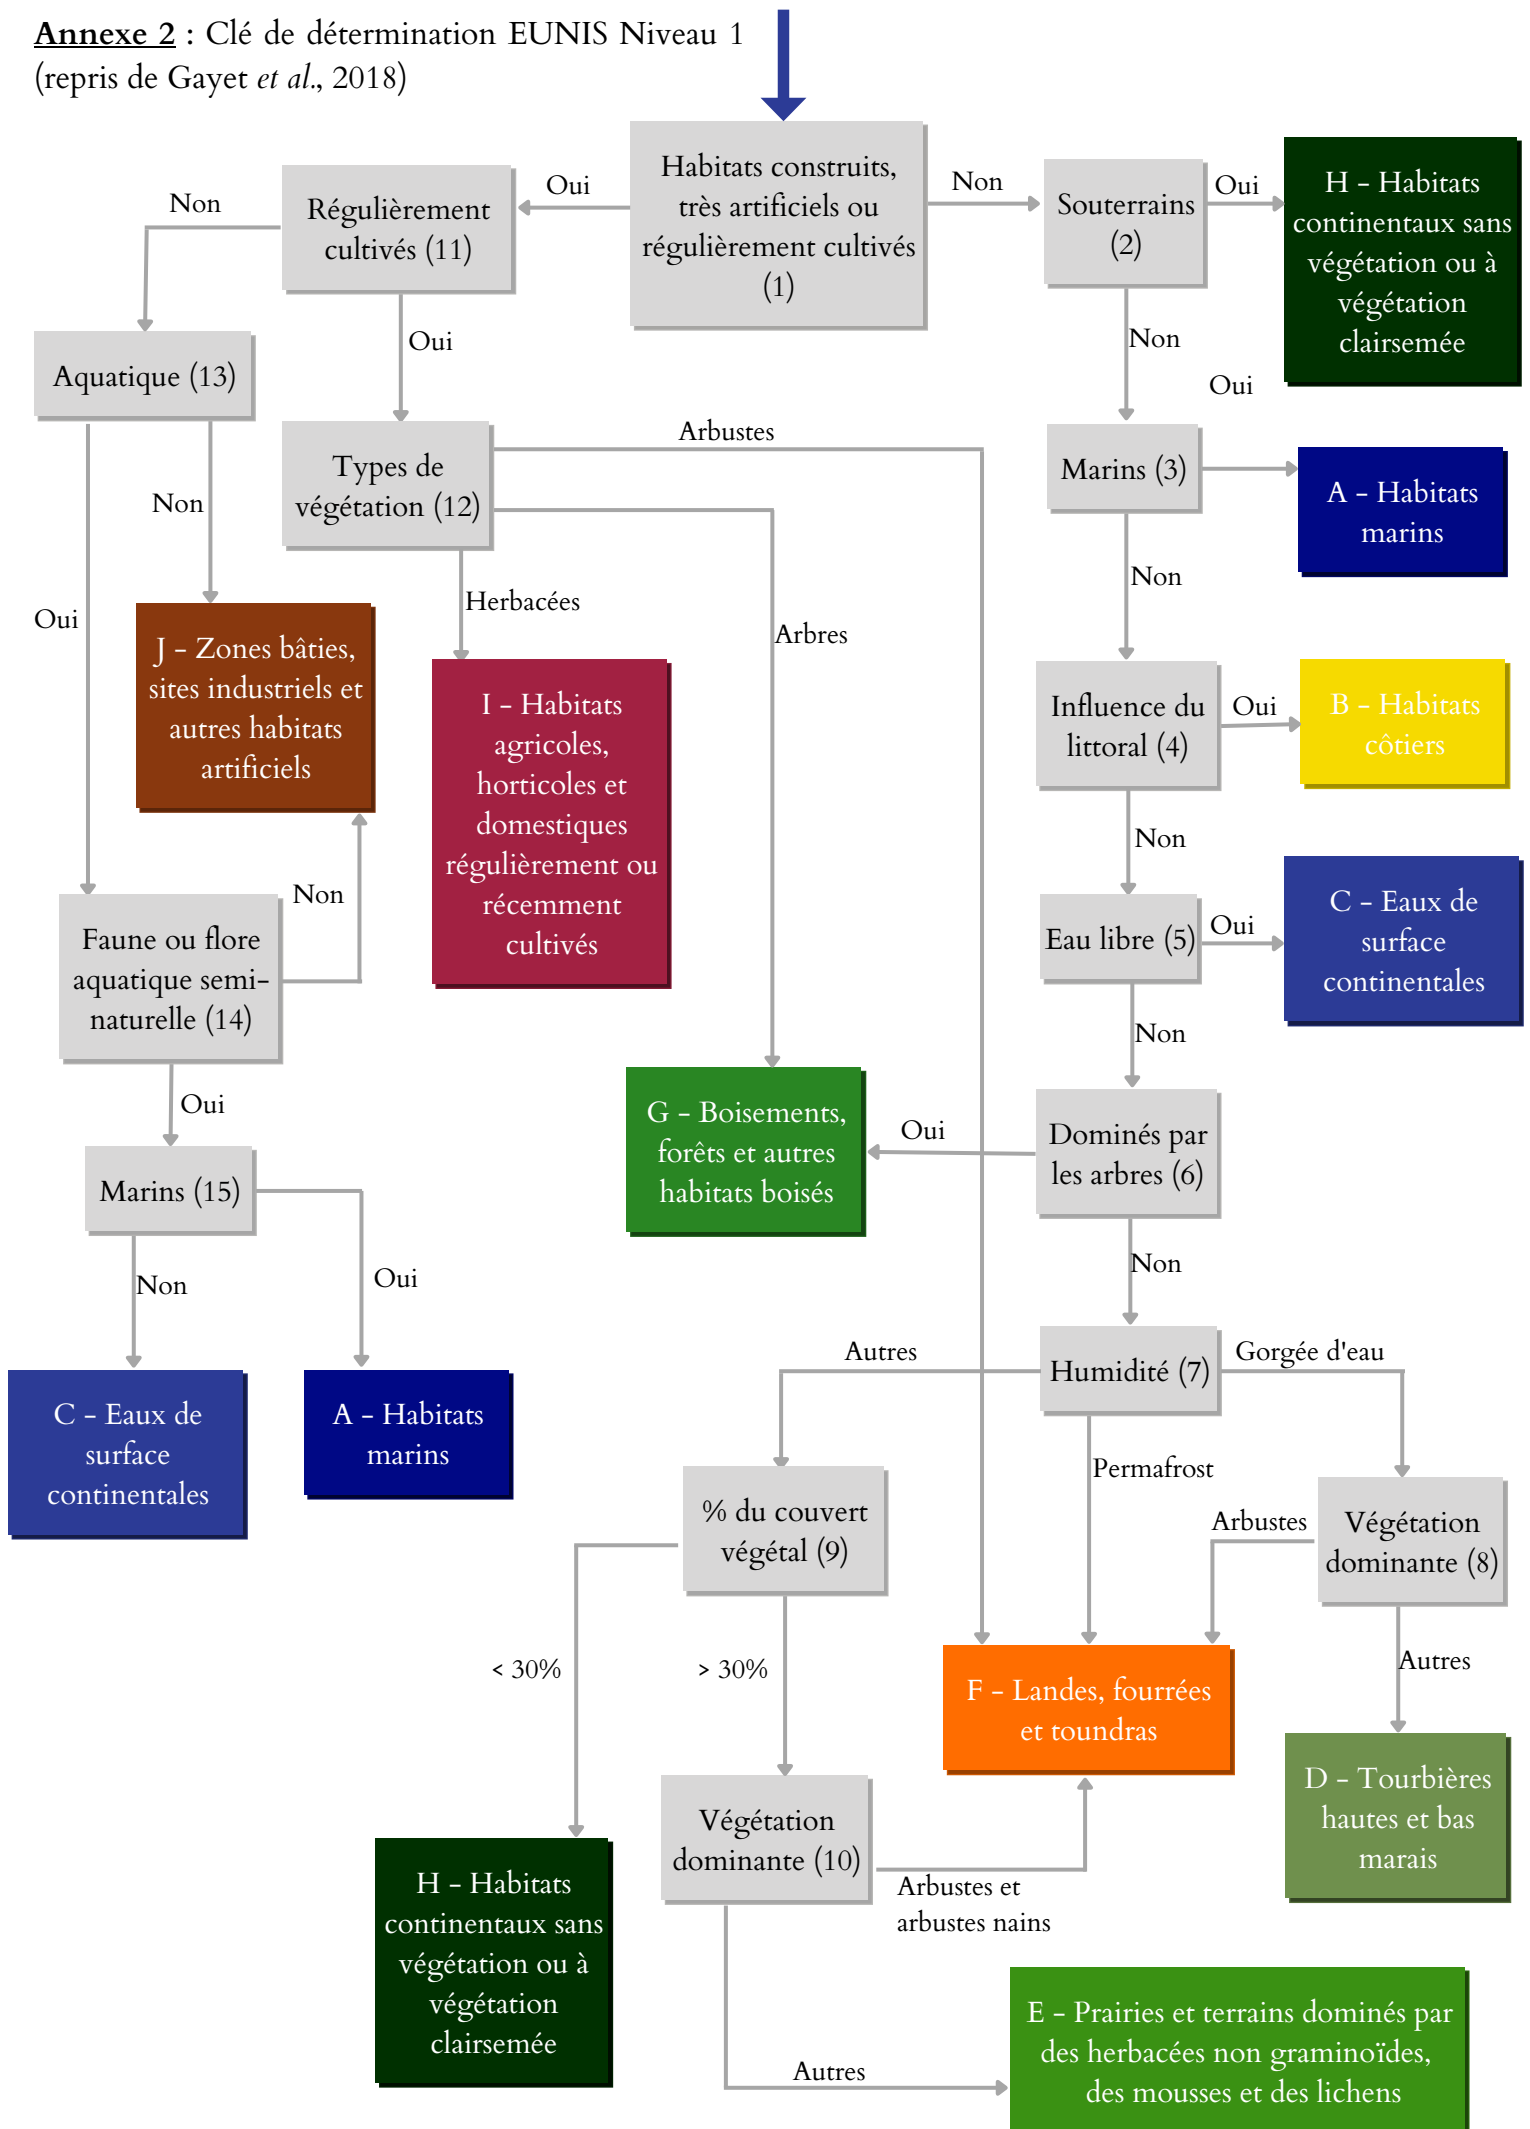 Annexe 2 : Clé de détermination EUNIS Niveau 1
(repris de Gayet et al., 2018)
Habitats construits,
très artificiels ou
régulièrement cultivés
(1)
Oui
Non
Régulièrement
cultivés (11)
Non
Oui
Souterrains
(2)
Oui
Non
H - Habitats
continentaux sans
végétation ou à
végétation
clairsemée
Aquatique (13)
Non
Oui
Types de
végétation (12)
Arbustes
Herbacées
Arbres
Oui
Marins (3)
Non
A - Habitats
marins
J - Zones bâties,
sites industriels et
autres habitats
artificiels
I - Habitats
agricoles,
horticoles et
domestiques
régulièrement ou
récemment
cultivés
Influence du
littoral (4)
Oui
Non
B - Habitats
côtiers
Faune ou flore
aquatique semi-
naturelle (14)
Non
Oui
Eau libre (5)
Oui
Non
C - Eaux de
surface
continentales
Marins (15)
Non
Oui
G - Boisements,
forêts et autres
habitats boisés
Oui
Dominés par
les arbres (6)
Non
C - Eaux de
surface
continentales
A - Habitats
marins
Autres
Humidité (7)
Gorgée d'eau
Permafrost
% du couvert
végétal (9)
< 30%
> 30%
Arbustes
Végétation
dominante (8)
Autres
F - Landes, fourrées
et toundras
D - Tourbières
hautes et bas
marais
Végétation
dominante (10)
Arbustes et
arbustes nains
Autres
H - Habitats
continentaux sans
végétation ou à
végétation
clairsemée
E - Prairies et terrains dominés par
des herbacées non graminoïdes,
des mousses et des lichens